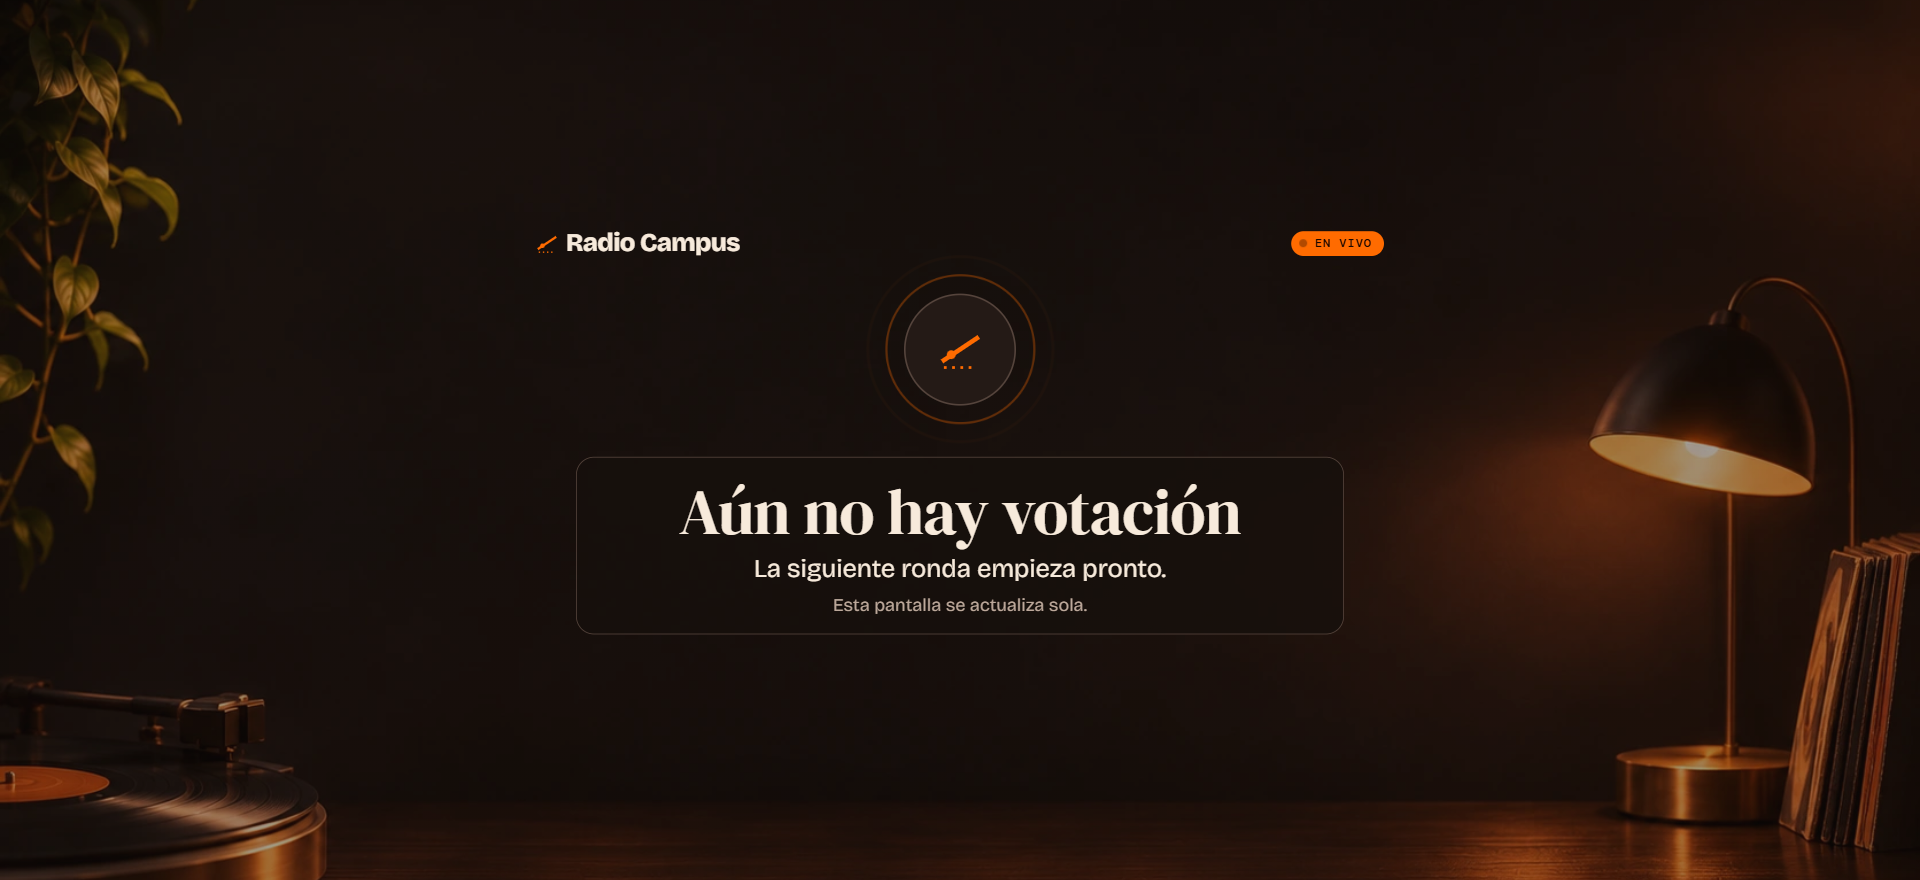 Radio Campus
EN VIVO
Aún no hay votación
La siguiente ronda empieza pronto.
Esta pantalla se actualiza sola.